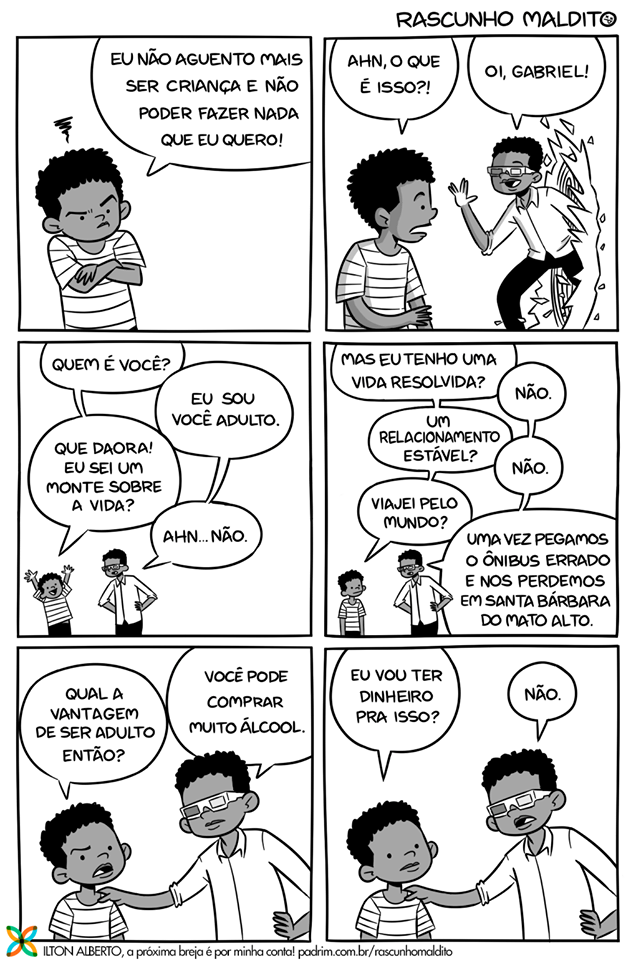 RASCUNHO MALDITO
EU NÃO AGUENTO MAIS
SER CRIANÇA E NÃO
PODER FAZER NADA
QUE EU QUERO!
AHN, O QUE
É ISSO?!
OI, GABRIEL!
QUEM É VOCÊ?
EU SOU
VOCÊ ADULTO.
QUE DAORA!
EU SEI UM
MONTE SOBRE
A VIDA?
AHN...NÃO.
MAS EU TENHO UMA
VIDA RESOLVIDA?
NÃO.
UM
RELACIONAMENTO
ESTÁVEL?
NÃO.
VIAJEI PELO
MUNDO?
UMA VEZ PEGAMOS
O ÔNIBUS ERRADO
E NOS PERDEMOS
EM SANTA BÁRBARA
DO MATO ALTO.
QUAL A
VANTAGEM
DE SER ADULTO
ENTÃO?
VOCÊ PODE
COMPRAR
MUITO ÁLCOOL.
EU VOU TER
DINHEIRO
PRA ISSO?
NÃO.
ILTON ALBERTO, a próxima breja é por minha conta! padrim.com.br/rascunhomaldito